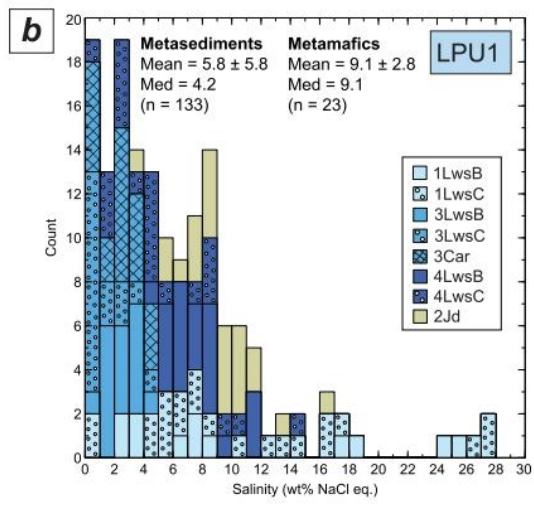 b
LPU1
Metasediments
Mean = 5.8 ± 5.8
Med = 4.2
(n = 133)
Metamafics
Mean = 9.1 ± 2.8
Med = 9.1
(n = 23)
1LwsB
1LwsC
3LwsB
3LwsC
3Car
4LwsB
4LwsC
2Jd
Count
20
18
16
14
12
10
8
6
4
2
0
0 2 4 6 8 10 12 14 16 18 20 22 24 26 28 30
Salinity (wt% NaCl eq.)